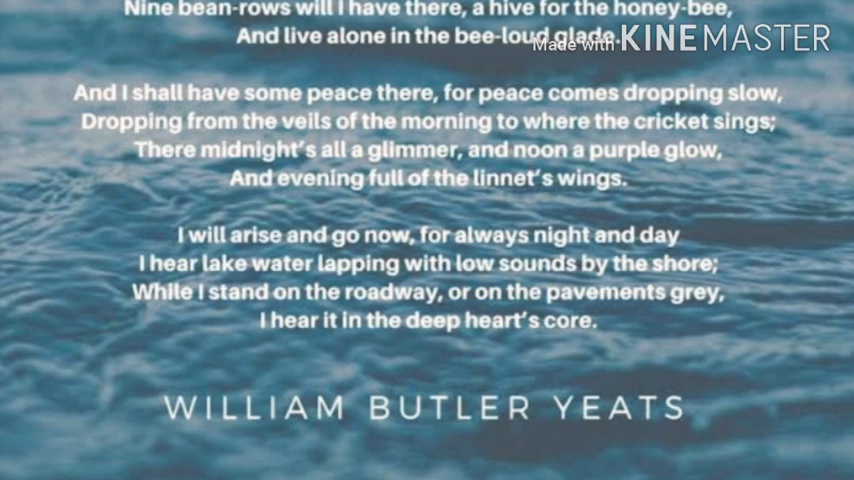 Nine bean-rows will I have there, a hive for the honey-bee,
And live alone in the bee-loud glade.
Made with KINEMASTER
And I shall have some peace there, for peace comes dropping slow,
Dropping from the veils of the morning to where the cricket sings;
There midnight's all a glimmer, and noon a purple glow,
And evening full of the linnet's wings.
I will arise and go now, for always night and day
I hear lake water lapping with low sounds by the shore;
While I stand on the roadway, or on the pavements grey,
I hear it in the deep heart's core.
WILLIAM BUTLER YEATS